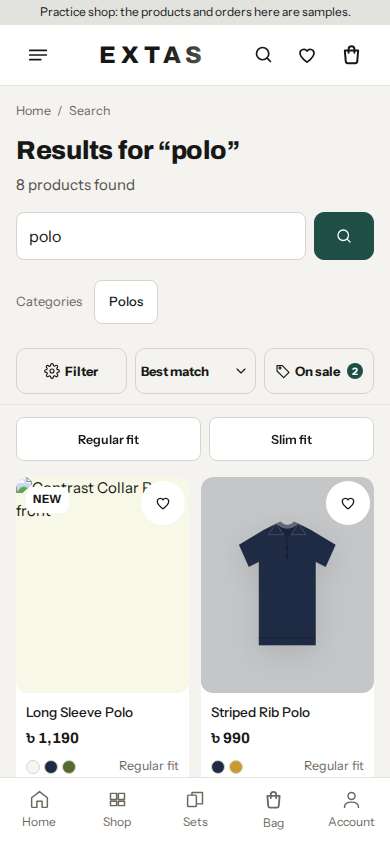 Practice shop: the products and orders here are samples.
EXTAS
Home / Search
Results for “polo”
8 products found
polo
Categories Polos
Filter Best match On sale 2
Regular fit Slim fit
Contrast Collar
front
NEW
Long Sleeve Polo Striped Rib Polo
৳ 1,190 ৳ 990
Regular fit Regular fit
Home Shop Sets Bag Account